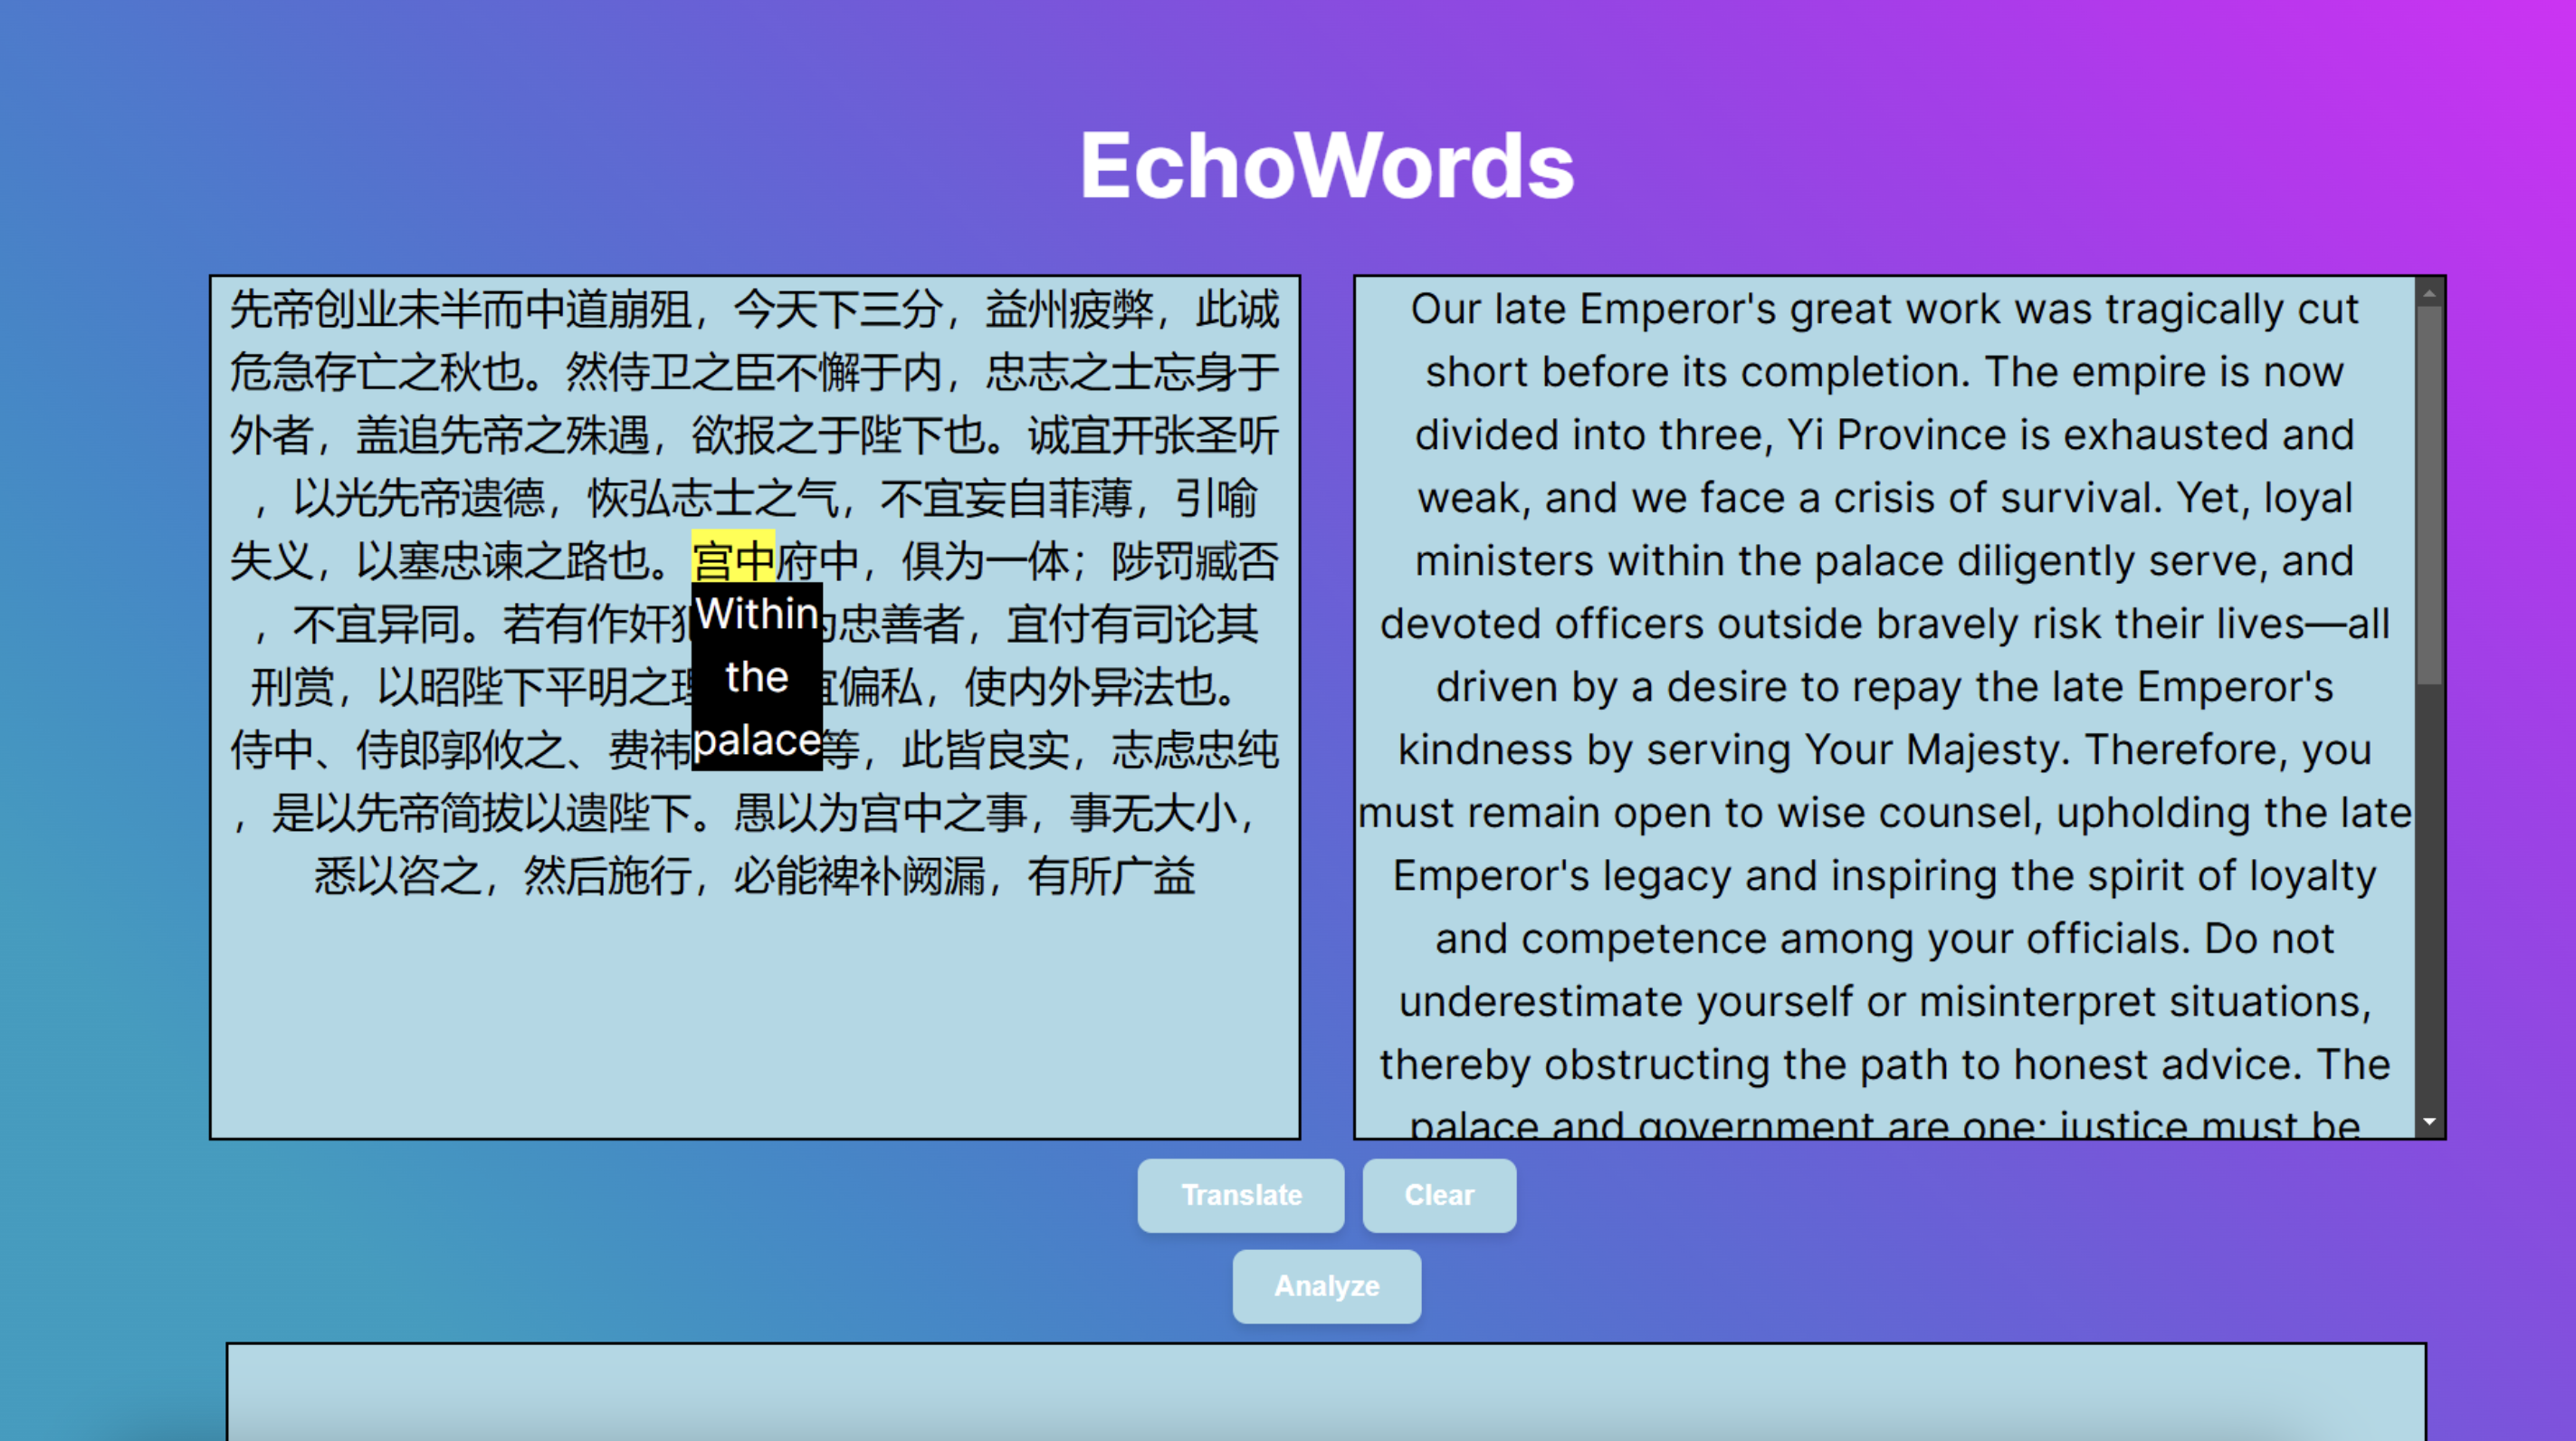 EchoWords
先帝创业未半而中道崩殂，今天下三分，益州疲弊，此诚
危急存亡之秋也。然侍卫之臣不懈于内，忠志之士忘身于
外者，盖追先帝之殊遇，欲报之于陛下也。诚宜开张圣听
，以光先帝遗德，恢弘志士之气，不宜妄自菲薄，引喻
失义，以塞忠谏之路也。宫中府中，俱为一体；陟罚臧否
，不宜异同。若有作奸 忠善者，宜付有司论其
刑赏，以昭陛下平明之 偏私，使内外异法也。
侍中、侍郎郭攸之、费祎 等，此皆良实，志虑忠纯
，是以先帝简拔以遗陛下。愚以为宫中之事，事无大小，
悉以咨之，然后施行，必能裨补阙漏，有所广益
Within
the
palace
Our late Emperor's great work was tragically cut
short before its completion. The empire is now
divided into three, Yi Province is exhausted and
weak, and we face a crisis of survival. Yet, loyal
ministers within the palace diligently serve, and
devoted officers outside bravely risk their lives—all
driven by a desire to repay the late Emperor's
kindness by serving Your Majesty. Therefore, you
must remain open to wise counsel, upholding the late
Emperor's legacy and inspiring the spirit of loyalty
and competence among your officials. Do not
underestimate yourself or misinterpret situations,
thereby obstructing the path to honest advice. The
palace and government are one; justice must be
Translate
Clear
Analyze